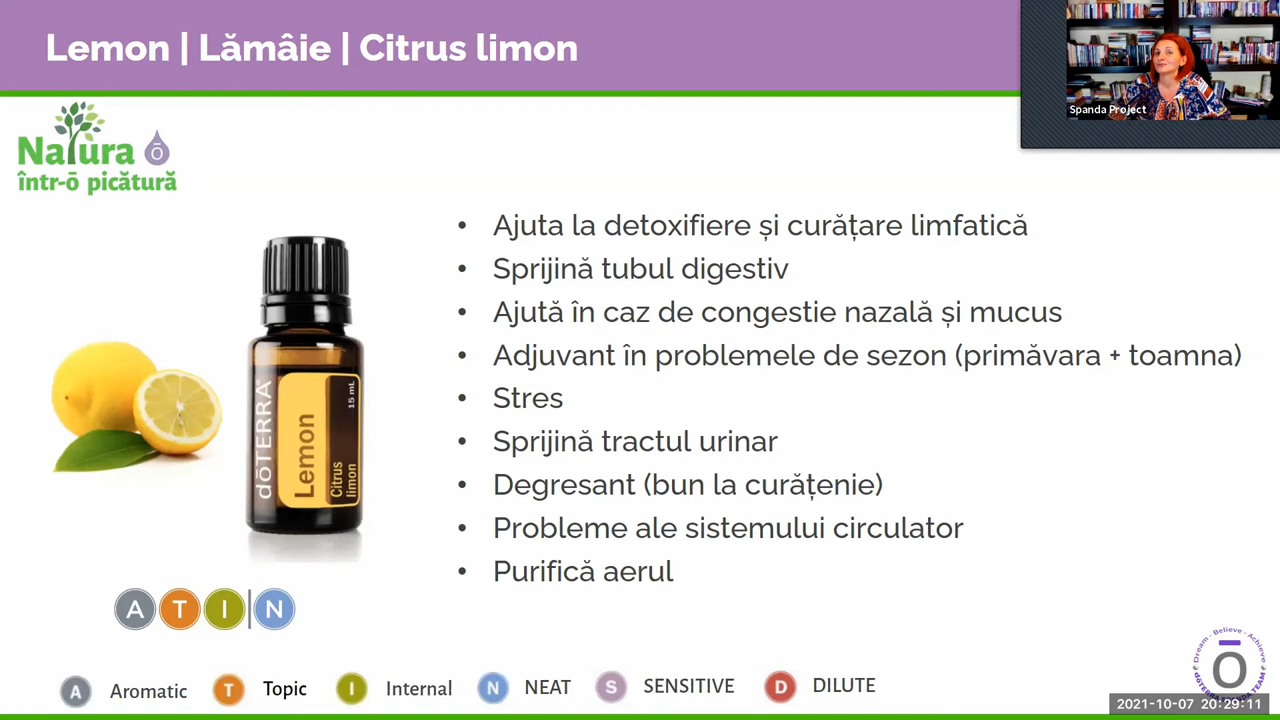 Lemon | Lămâie | Citrus limon
Spanda Project
Natura ō
într-ō picătură
Ajuta la detoxifiere și curățare limfatică
Sprijină tubul digestiv
Ajută în caz de congestie nazală și mucus
Adjuvant în problemele de sezon (primăvara + toamna)
Stres
Sprijină tractul urinar
Degresant (bun la curățenie)
Probleme ale sistemului circulator
Purifică aerul
dōTERRA
Lemon
Citrus
limon
15 mL
A T I | N
A Aromatic T Topic I Internal N NEAT S SENSITIVE D DILUTE
Dream - Believe - Achieve
Ō
2021-10-07 20:29:11